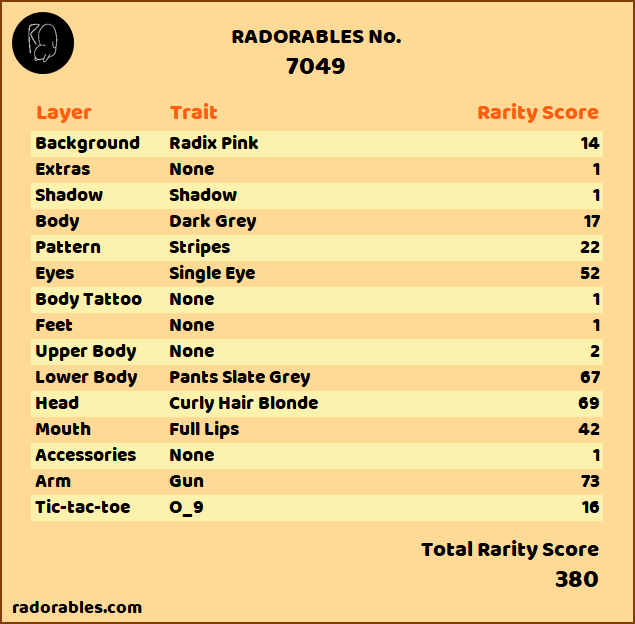 RADORABLES No.
7049
Layer Trait Rarity Score
Background Radix Pink 14
Extras None 1
Shadow Shadow 1
Body Dark Grey 17
Pattern Stripes 22
Eyes Single Eye 52
Body Tattoo None 1
Feet None 1
Upper Body None 2
Lower Body Pants Slate Grey 67
Head Curly Hair Blonde 69
Mouth Full Lips 42
Accessories None 1
Arm Gun 73
Tic-tac-toe O_9 16
Total Rarity Score
380
radorables.com